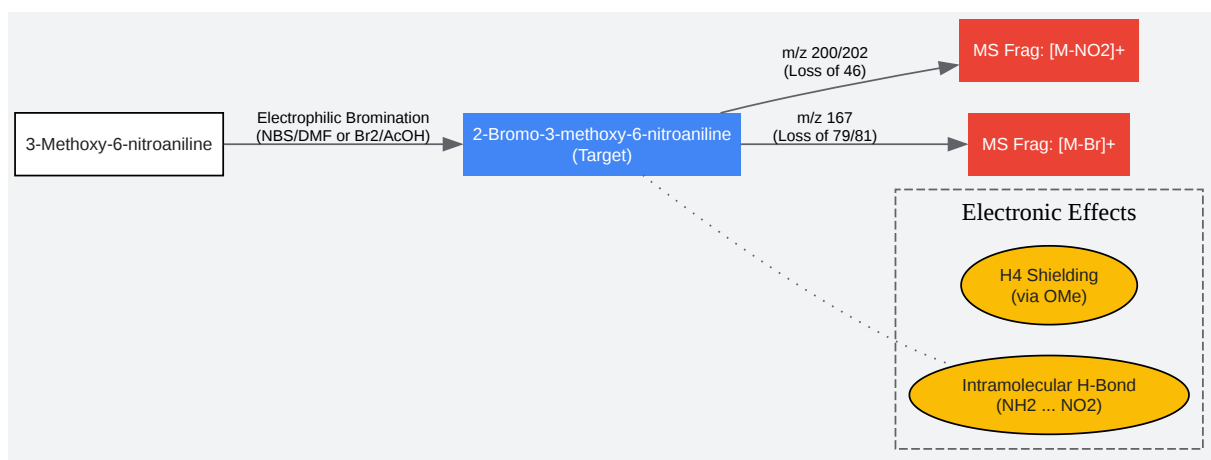 3-Methoxy-6-nitroaniline
Electrophilic Bromination
(NBS/DMF or Br2/AcOH)
2-Bromo-3-methoxy-6-nitroaniline
(Target)
m/z 200/202
(Loss of 46)
MS Frag: [M-NO2]+
m/z 167
(Loss of 79/81)
MS Frag: [M-Br]+
Electronic Effects
H4 Shielding
(via OMe)
Intramolecular H-Bond
(NH2 ... NO2)